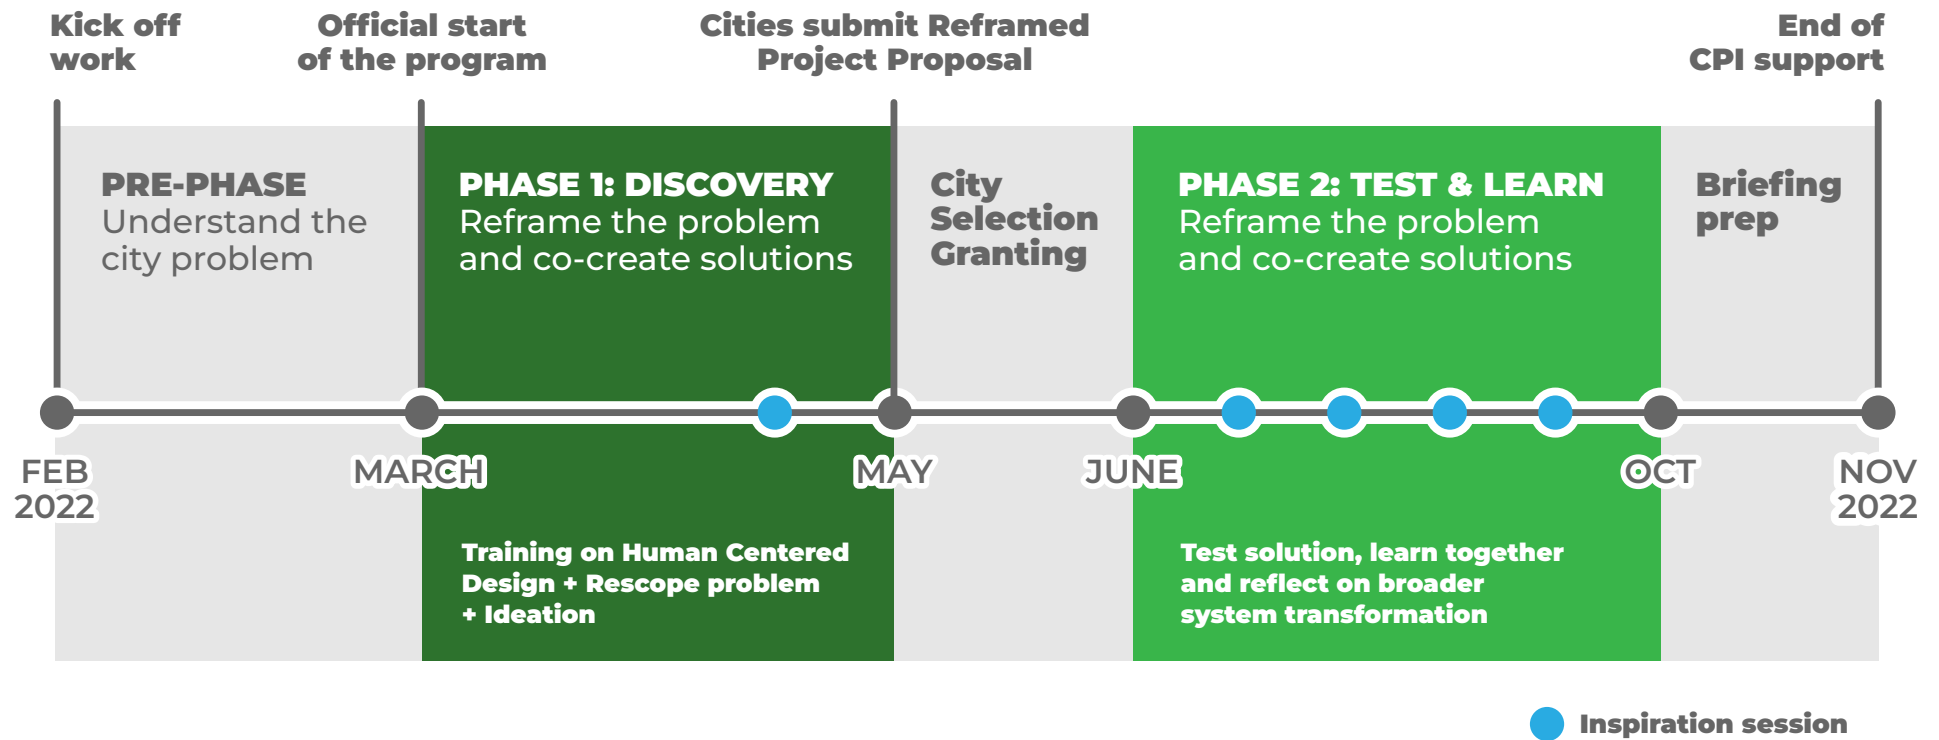 Kick off
work
Official start
of the program
Cities submit Reframed
Project Proposal
End of
CPI support
PRE-PHASE
Understand the
city problem
PHASE 1: DISCOVERY
Reframe the problem
and co-create solutions
City
Selection
Granting
PHASE 2: TEST & LEARN
Reframe the problem
and co-create solutions
Briefing
prep
FEB
2022
MARCH
MAY
JUNE
OCT
NOV
2022
Training on Human Centered
Design + Rescope problem
+ Ideation
Test solution, learn together
and reflect on broader
system transformation
Inspiration session